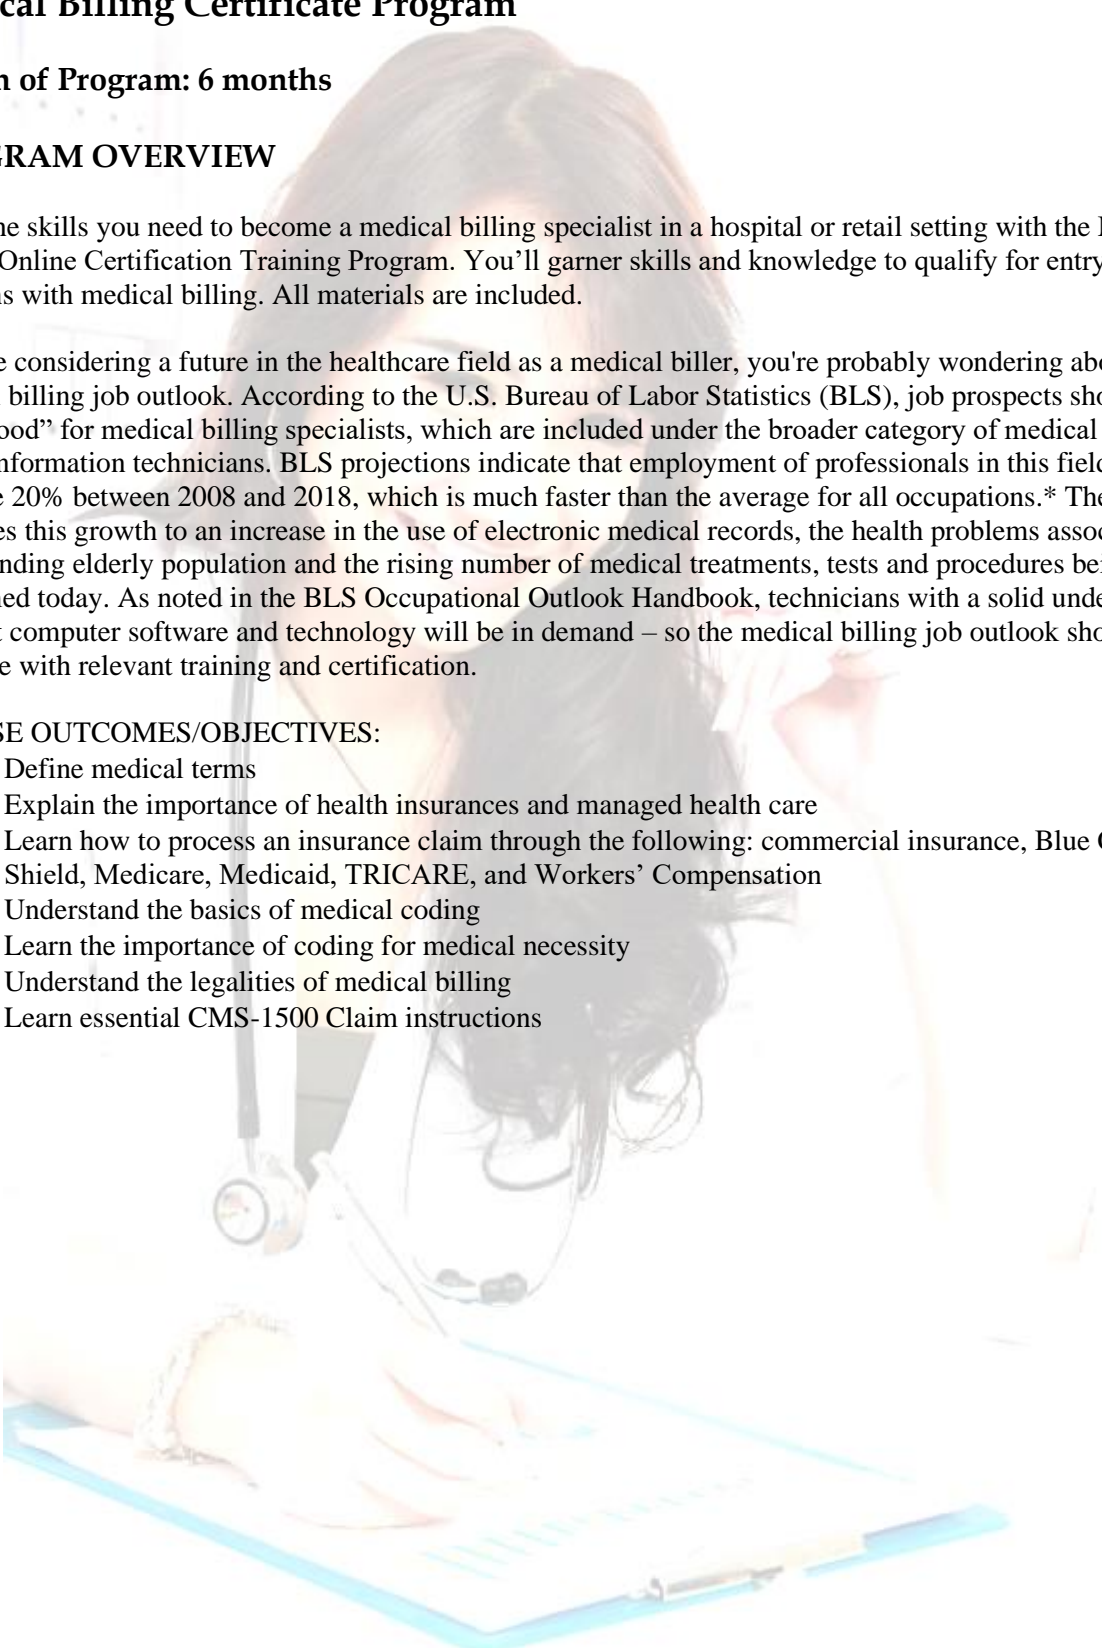 cal Billing Certificate Program
n of Program: 6 months
GRAM OVERVIEW
he skills you need to become a medical billing specialist in a hospital or retail setting with the
Online Certification Training Program. You’ll garner skills and knowledge to qualify for entry
ns with medical billing. All materials are included.
e considering a future in the healthcare field as a medical biller, you're probably wondering abo
billing job outlook. According to the U.S. Bureau of Labor Statistics (BLS), job prospects sho
ood” for medical billing specialists, which are included under the broader category of medical
nformation technicians. BLS projections indicate that employment of professionals in this field
e 20% between 2008 and 2018, which is much faster than the average for all occupations.* The
es this growth to an increase in the use of electronic medical records, the health problems assoc
nding elderly population and the rising number of medical treatments, tests and procedures bei
ned today. As noted in the BLS Occupational Outlook Handbook, technicians with a solid unde
t computer software and technology will be in demand – so the medical billing job outlook sho
e with relevant training and certification.
SE OUTCOMES/OBJECTIVES:
Define medical terms
Explain the importance of health insurances and managed health care
Learn how to process an insurance claim through the following: commercial insurance, Blue
Shield, Medicare, Medicaid, TRICARE, and Workers’ Compensation
Understand the basics of medical coding
Learn the importance of coding for medical necessity
Understand the legalities of medical billing
Learn essential CMS-1500 Claim instructions